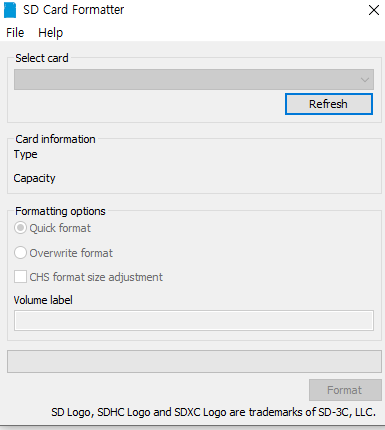 SD Card Formatter
File Help
Select card
Refresh
Card information
Type
Capacity
Formatting options
Quick format
Overwrite format
CHS format size adjustment
Volume label
Format
SD Logo, SDHC Logo and SDXC Logo are trademarks of SD-3C, LLC.